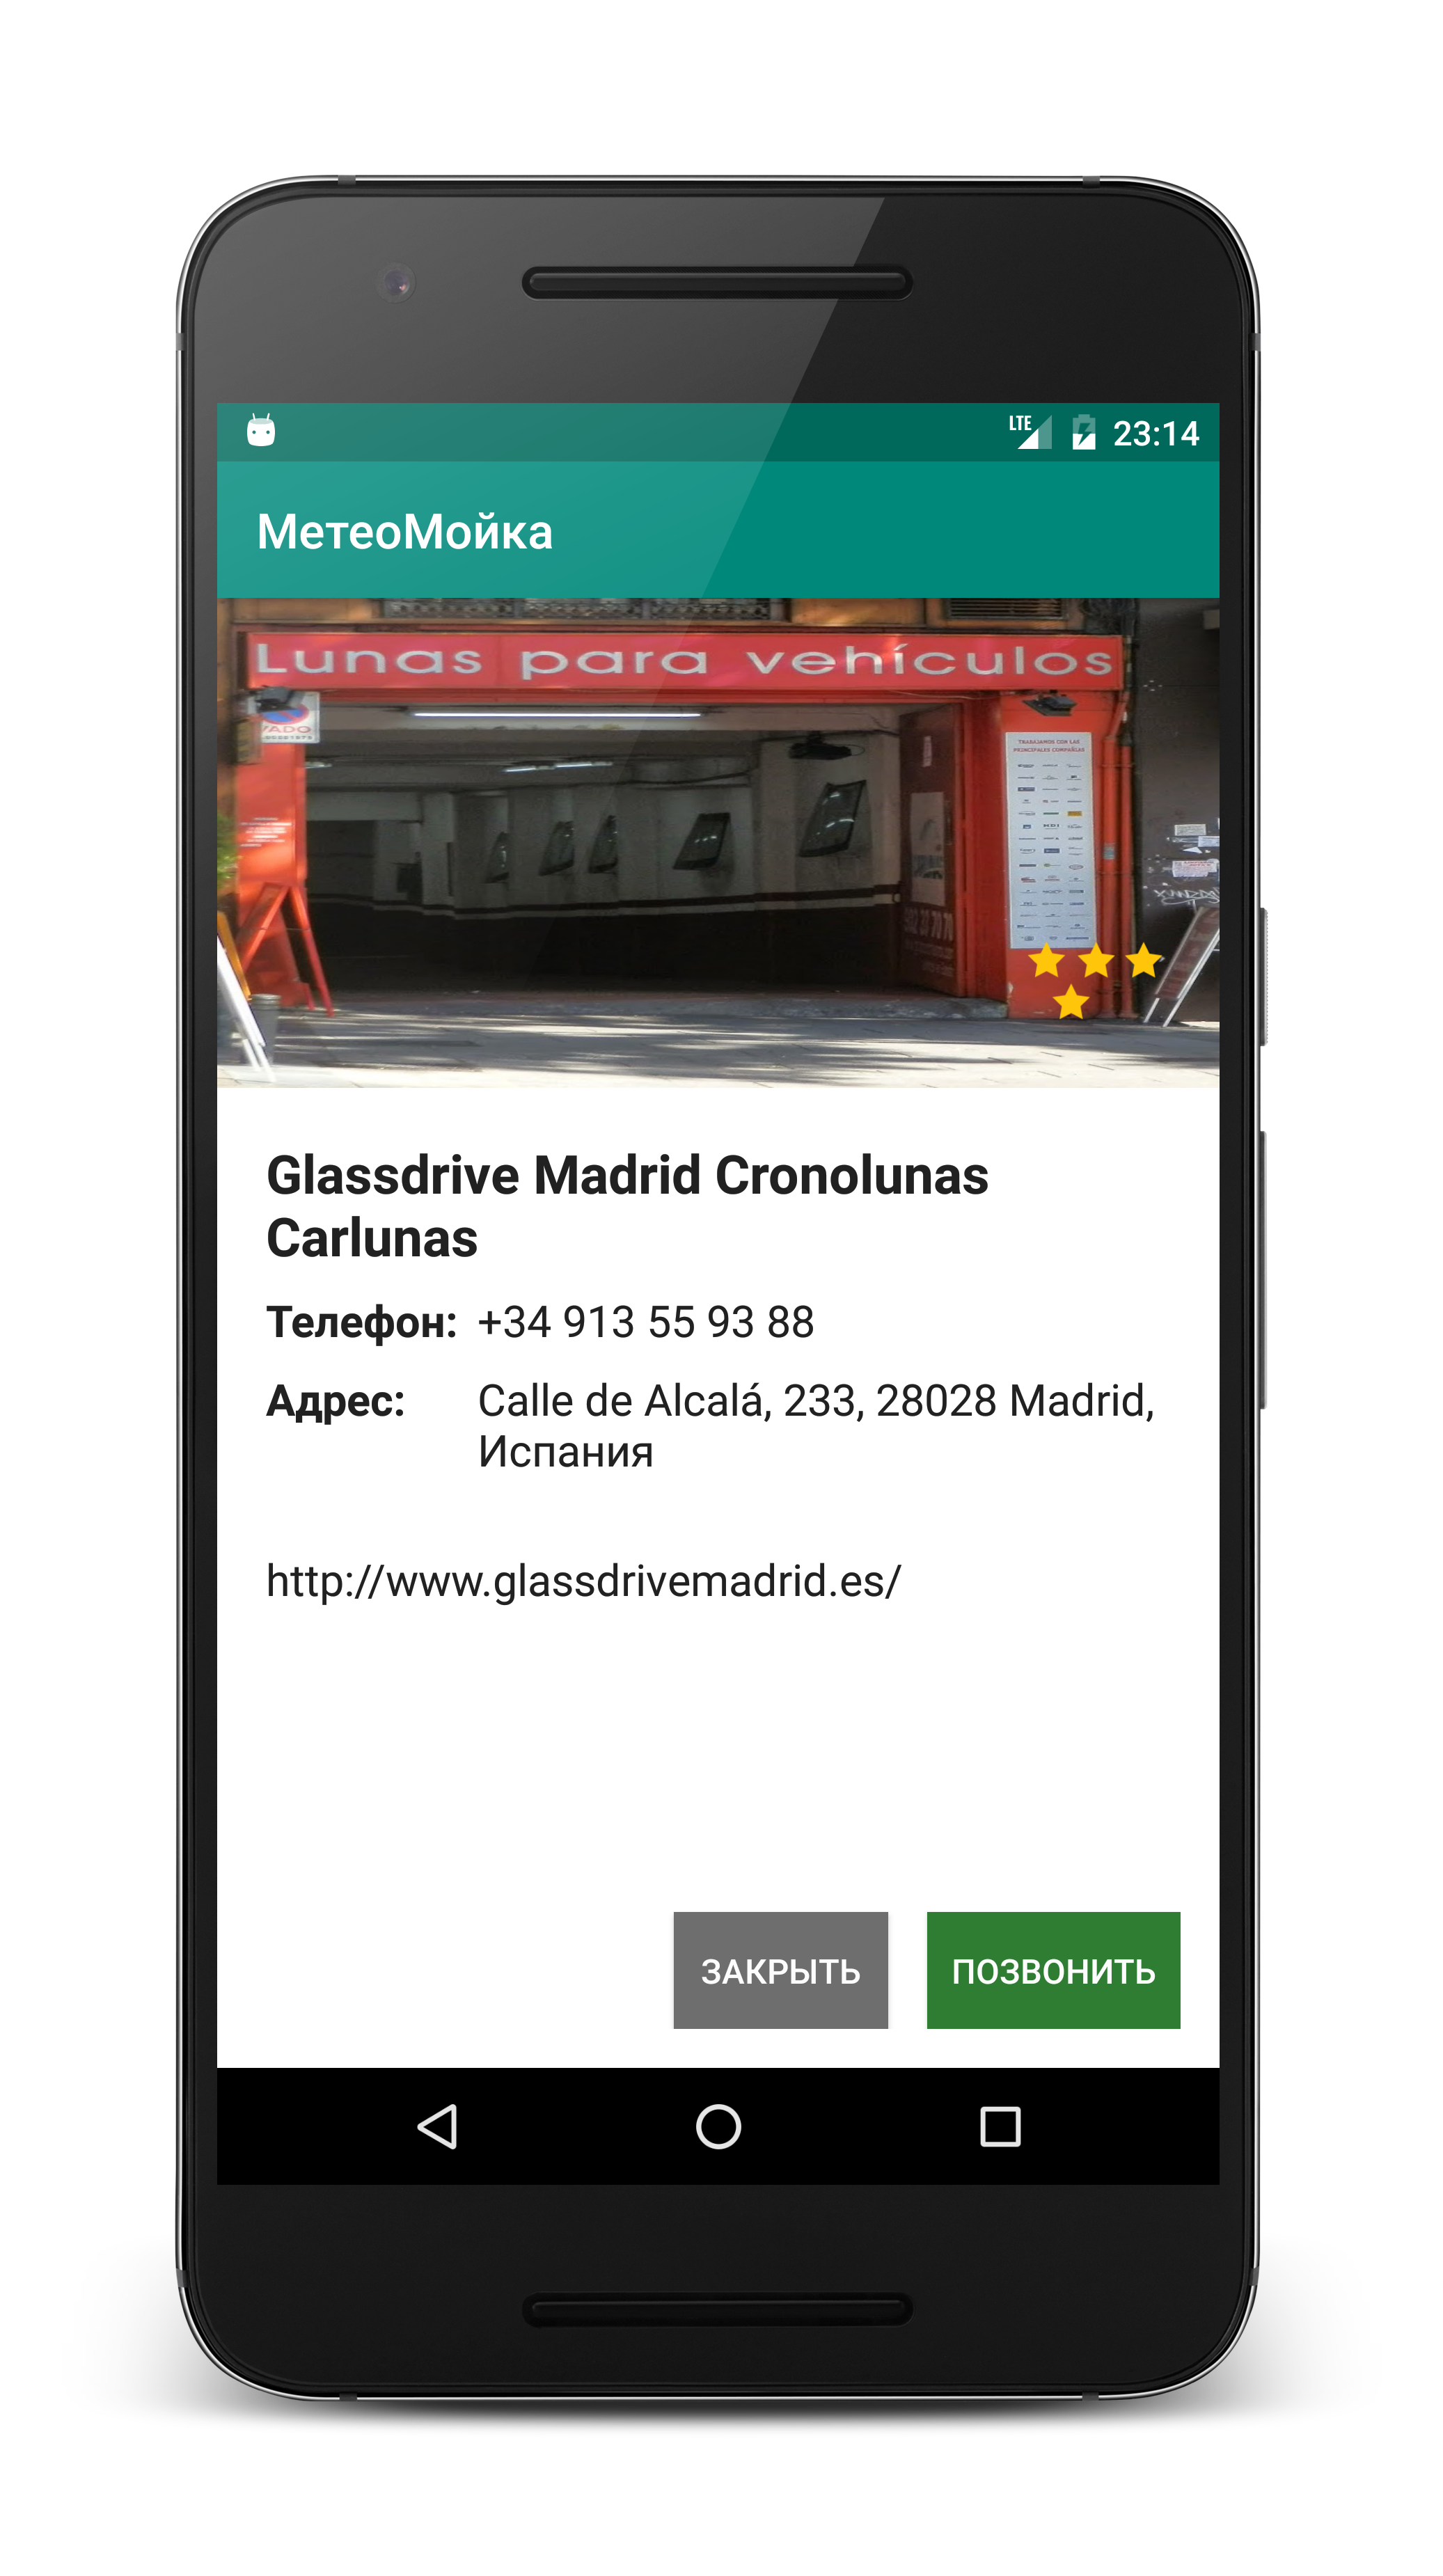 LTE 23:14
МетеоМойка
Lunas para vehículos
VADO
TRABAJAMOS CON LAS
PRINCIPALES COMPAÑIAS
Glassdrive Madrid Cronolunas
Carlunas
Телефон: +34 913 55 93 88
Адрес: Calle de Alcalá, 233, 28028 Madrid,
Испания
http://www.glassdrivemadrid.es/
ЗАКРЫТЬ ПОЗВОНИТЬ